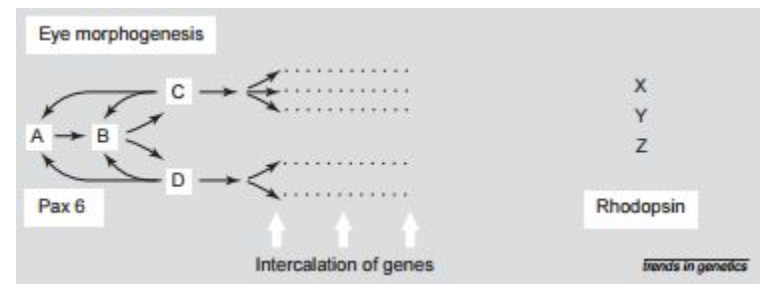 Eye morphogenesis
C
X
Y
A
B
Z
D
Pax 6
Rhodopsin
Intercalation of genes
trends in genetics